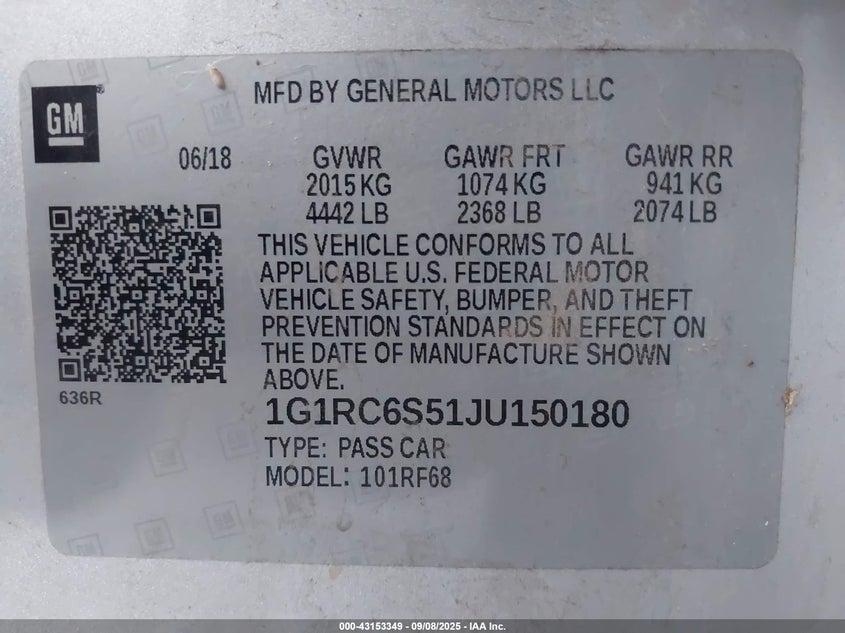 MFD BY GENERAL MOTORS LLC
GM
06/18 GVWR GAWR FRT GAWR RR
2015 KG 1074 KG 941 KG
4442 LB 2368 LB 2074 LB
THIS VEHICLE CONFORMS TO ALL
APPLICABLE U.S. FEDERAL MOTOR
VEHICLE SAFETY, BUMPER, AND THEFT
PREVENTION STANDARDS IN EFFECT ON
THE DATE OF MANUFACTURE SHOWN
ABOVE.
636R
1G1RC6S51JU150180
TYPE: PASS CAR
MODEL: 101RF68
000-43153349 - 09/08/2025 - IAA Inc.